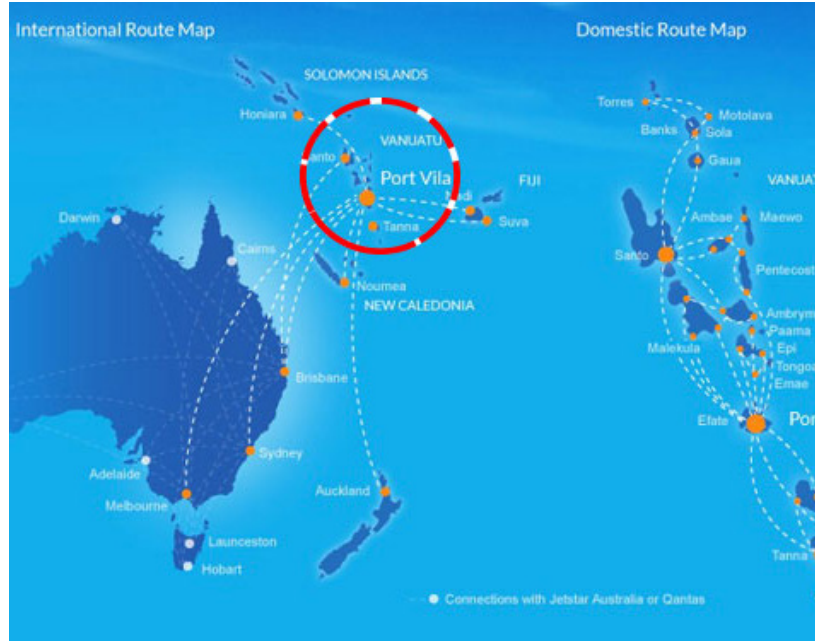 International Route Map
Domestic Route Map
SOLOMON ISLANDS
Honiara
VANUATU
anto
Port Vila
FIJI
Nadi
Suva
Tanna
Noumea
NEW CALEDONIA
Darwin
Cairns
Brisbane
Sydney
Adelaide
Melbourne
Auckland
Launceston
Hobart
Connections with Jetstar Australia or Qantas
Torres
Motolava
Banks
Sola
Gaua
VANUAT
Ambae
Maewo
Santo
Pentecost
Ambrym
Paama
Malekula
Epi
Tongoa
Emae
Efate
Por
Tanna